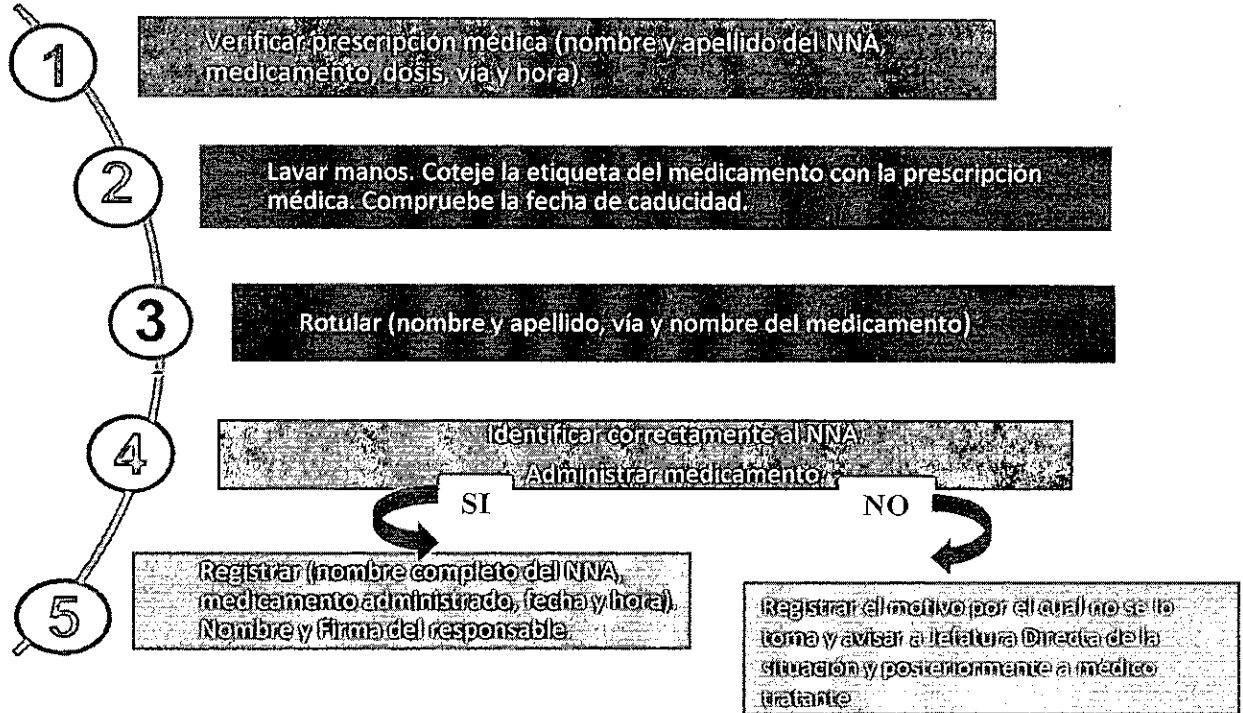 1
Verificar prescripción médica (nombre y apellido del NNA,
medicamento, dosis, vía y hora).
2
Lavar manos. Coteje la etiqueta del medicamento con la prescripción
médica. Compruebe la fecha de caducidad.
3
Rotular (nombre y apellido, vía y nombre del medicamento)
4
Identificar correctamente al NNA.
Administrar medicamento
SI
NO
5
Registrar (nombre completo del NNA,
medicamento administrado, fecha y hora).
Nombre y Firma del responsable
Registrar el motivo por el cual no se lo
toma y avisar a Jefatura Directa de la
situación y posteriormente a médico
tratante